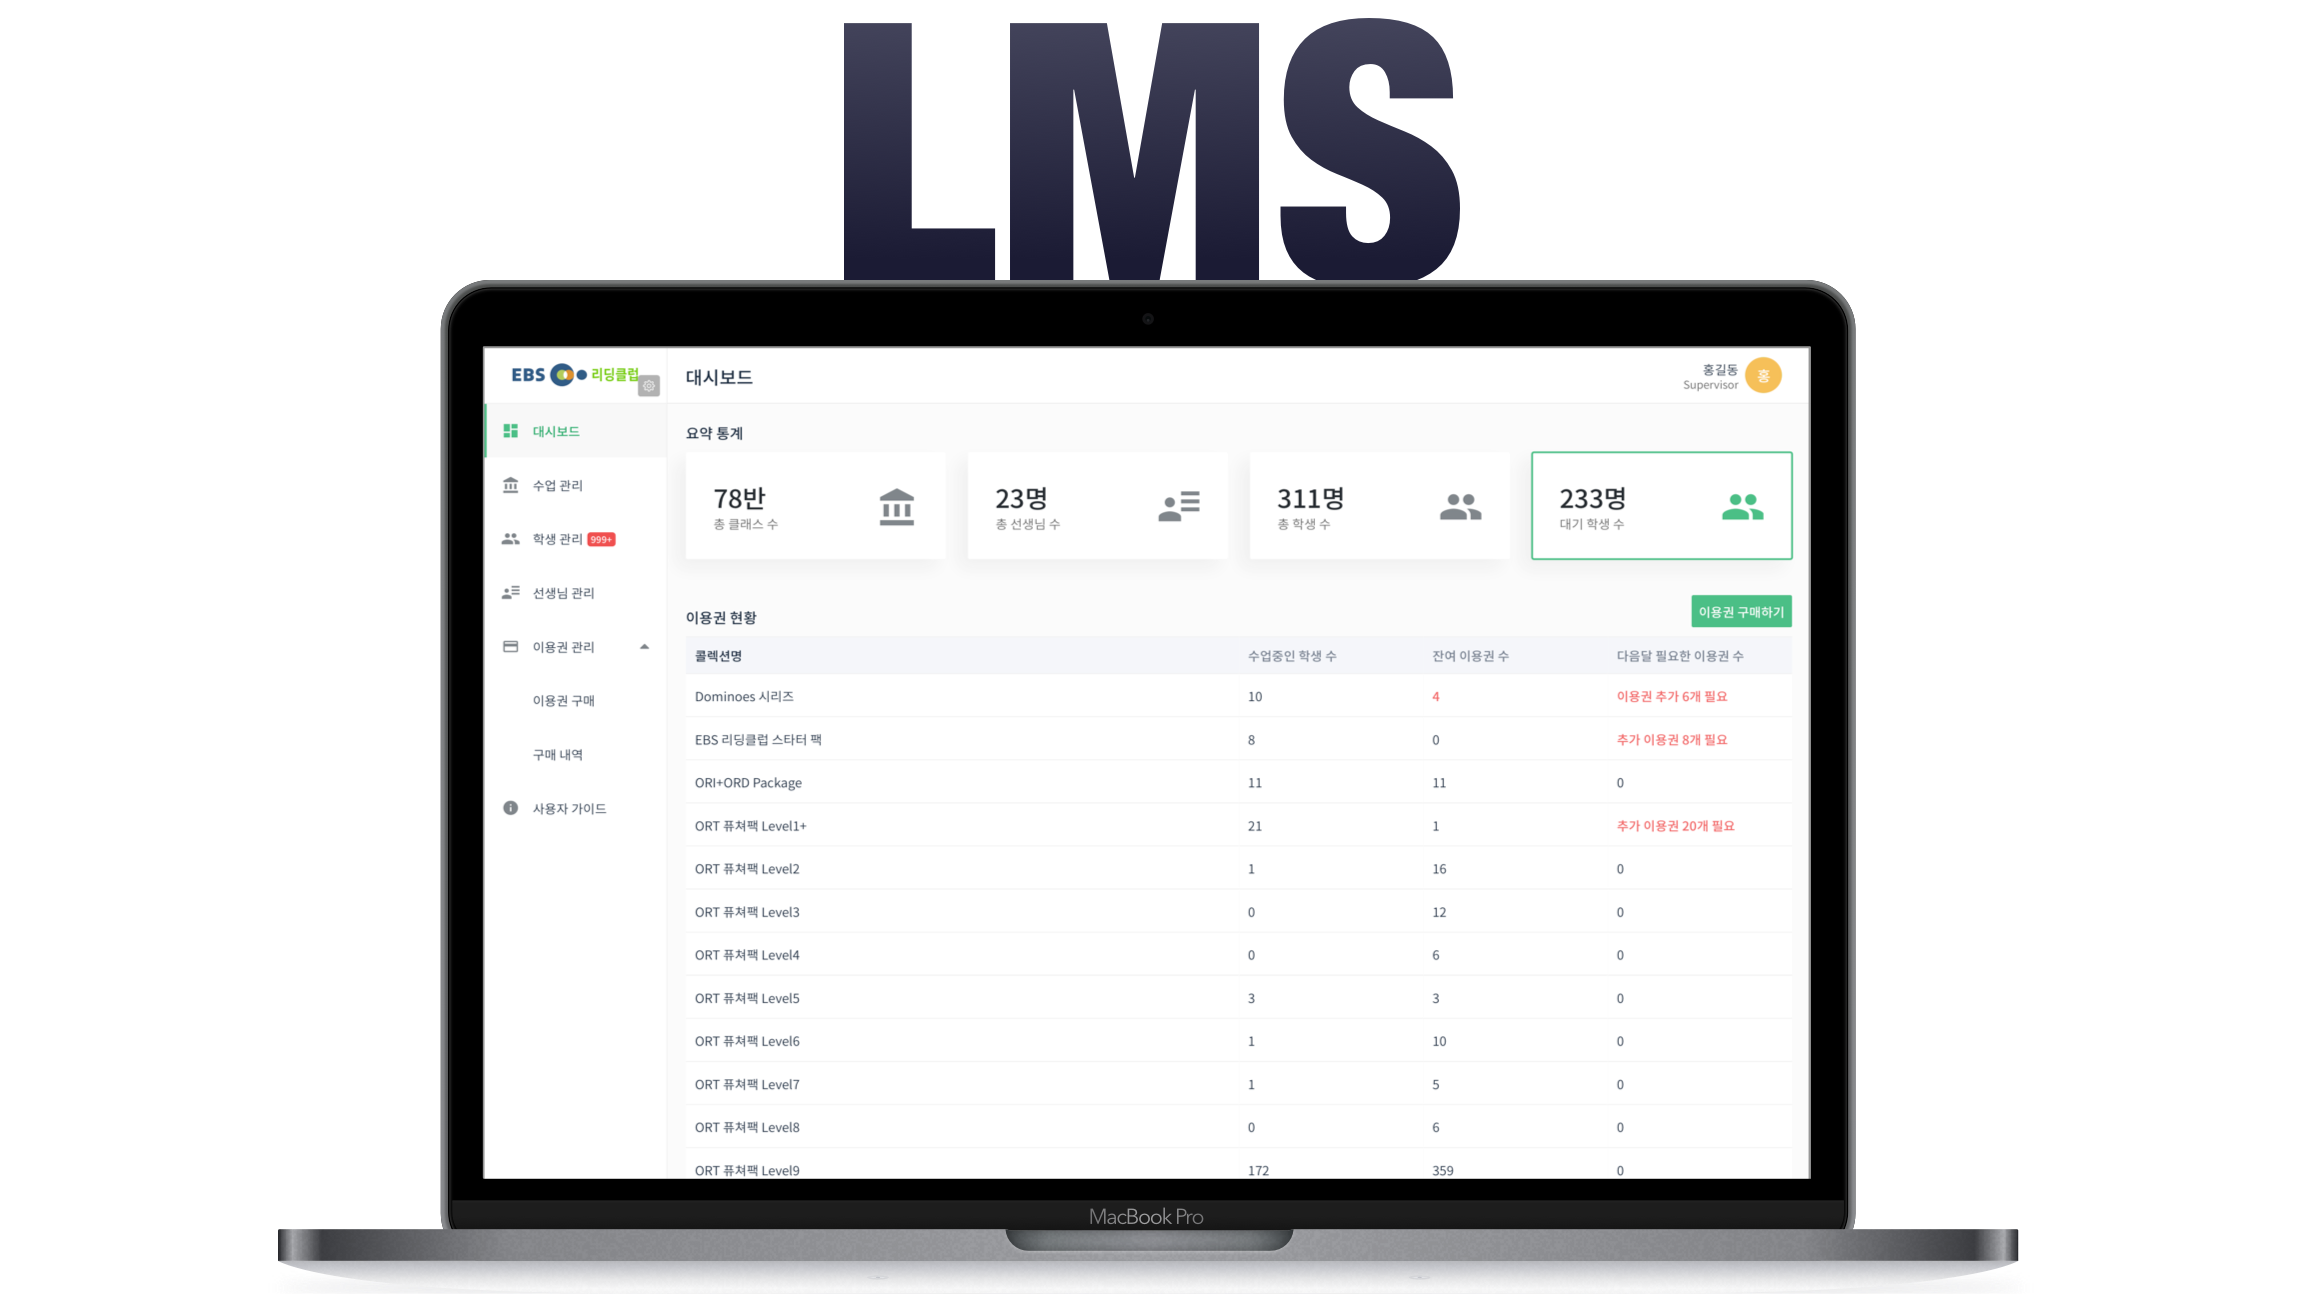 LMS
EBS 리딩클럽
대시보드
홍길동
Supervisor
홍
대시보드
수업 관리
학생 관리 999+
선생님 관리
이용권 관리
이용권 구매
구매 내역
사용자 가이드
요약 통계
78반
총 클래스 수
23명
총 선생님 수
311명
총 학생 수
233명
대기 학생 수
이용권 현황
이용권 구매하기
콜렉션명 수업중인 학생 수 잔여 이용권 수 다음달 필요한 이용권 수
Dominoes 시리즈 10 4 이용권 추가 6개 필요
EBS 리딩클럽 스타터 팩 8 0 추가 이용권 8개 필요
ORI+ORD Package 11 11 0
ORT 퓨쳐팩 Level1+ 21 1 추가 이용권 20개 필요
ORT 퓨쳐팩 Level2 1 16 0
ORT 퓨쳐팩 Level3 0 12 0
ORT 퓨쳐팩 Level4 0 6 0
ORT 퓨쳐팩 Level5 3 3 0
ORT 퓨쳐팩 Level6 1 10 0
ORT 퓨쳐팩 Level7 1 5 0
ORT 퓨쳐팩 Level8 0 6 0
ORT 퓨쳐팩 Level9 172 359 0
MacBook Pro